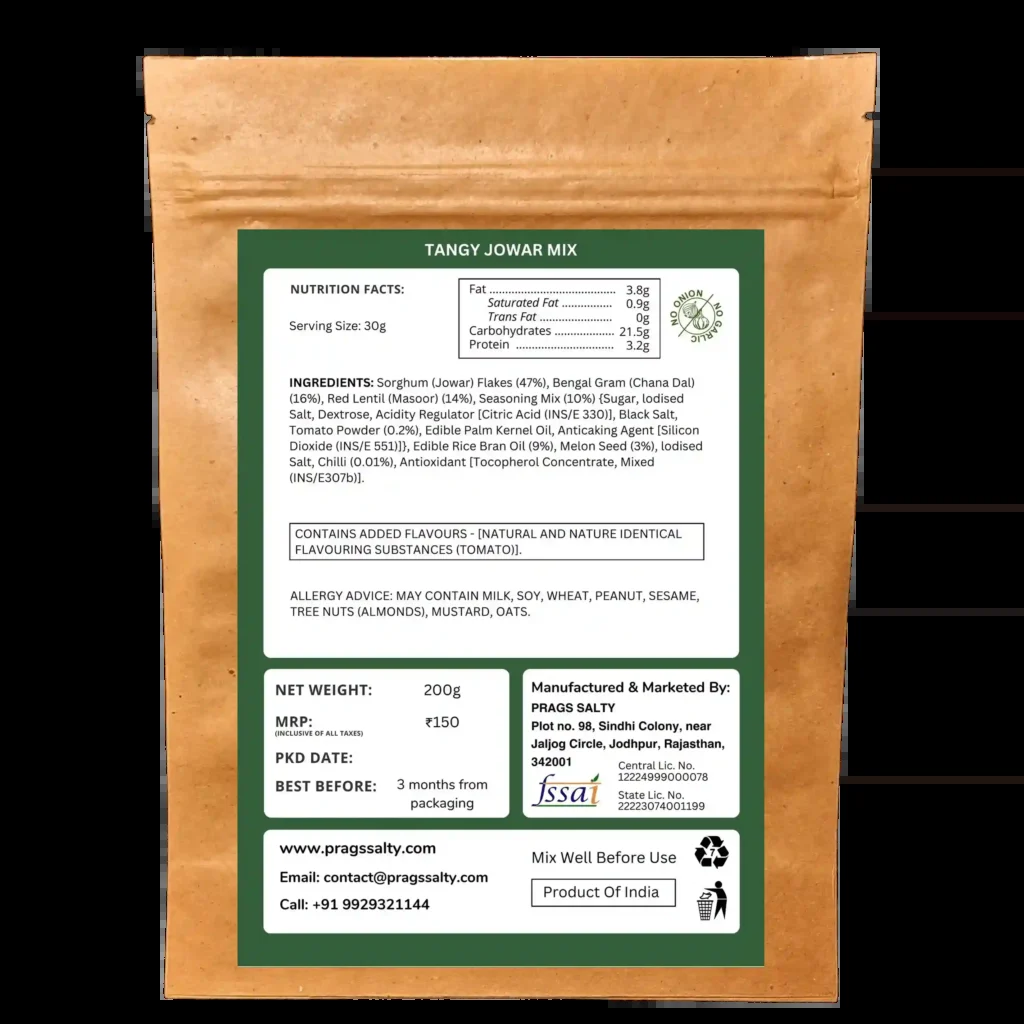 TANGY JOWAR MIX
NUTRITION FACTS:
Serving Size: 30g
Fat ...................................... 3.8g
Saturated Fat ............... 0.9g
Trans Fat ...................... 0g
Carbohydrates .................. 21.5g
Protein .............................. 3.2g
NO ONION NO GARLIC
INGREDIENTS: Sorghum (Jowar) Flakes (47%), Bengal Gram (Chana Dal)
(16%), Red Lentil (Masoor) (14%), Seasoning Mix (10%) {Sugar, Iodised
Salt, Dextrose, Acidity Regulator [Citric Acid (INS/E 330)], Black Salt,
Tomato Powder (0.2%), Edible Palm Kernel Oil, Anticaking Agent [Silicon
Dioxide (INS/E 551)]}, Edible Rice Bran Oil (9%), Melon Seed (3%), Iodised
Salt, Chilli (0.01%), Antioxidant [Tocopherol Concentrate, Mixed
(INS/E307b)].
CONTAINS ADDED FLAVOURS - [NATURAL AND NATURE IDENTICAL
FLAVOURING SUBSTANCES (TOMATO)].
ALLERGY ADVICE: MAY CONTAIN MILK, SOY, WHEAT, PEANUT, SESAME,
TREE NUTS (ALMONDS), MUSTARD, OATS.
NET WEIGHT: 200g
MRP: ₹150
(INCLUSIVE OF ALL TAXES)
PKD DATE:
BEST BEFORE: 3 months from
packaging
Manufactured & Marketed By:
PRAGS SALTY
Plot no. 98, Sindhi Colony, near
Jaljog Circle, Jodhpur, Rajasthan,
342001
fssai
Central Lic. No.
12224999000078
State Lic. No.
22223074001199
www.pragssalty.com
Email: contact@pragssalty.com
Call: +91 9929321144
Mix Well Before Use
Product Of India
7